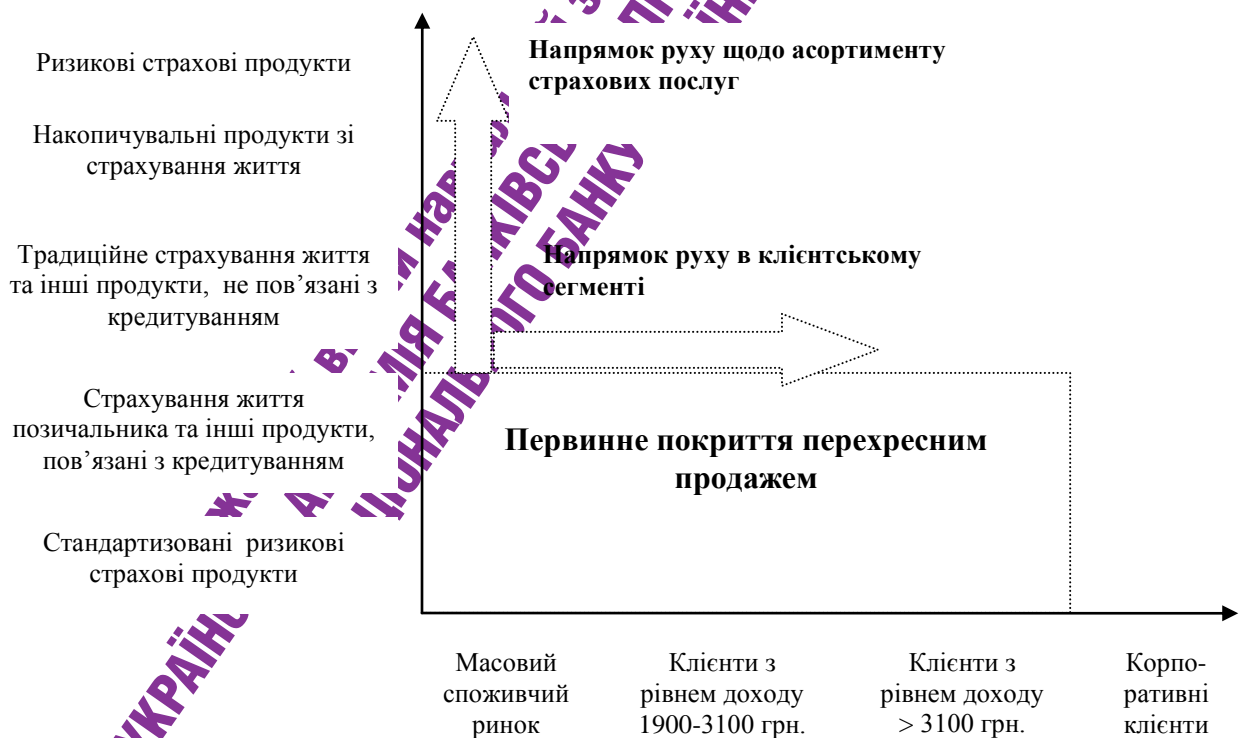 Ризикові страхові продукти
Напрямок руху щодо асортименту
страхових послуг
Накопичувальні продукти зі
страхування життя
Традиційне страхування життя
та інші продукти, не пов’язані з
кредитуванням
Напрямок руху в клієнтському
сегменті
Страхування життя
позичальника та інші продукти,
пов’язані з кредитуванням
Первинне покриття перехресним
продажем
Стандартизовані ризикові
страхові продукти
Масовий
споживчий
ринок
Клієнти з
рівнем доходу
1900-3100 грн.
Клієнти з
рівнем доходу
> 3100 грн.
Корпо-
ративні
клієнти